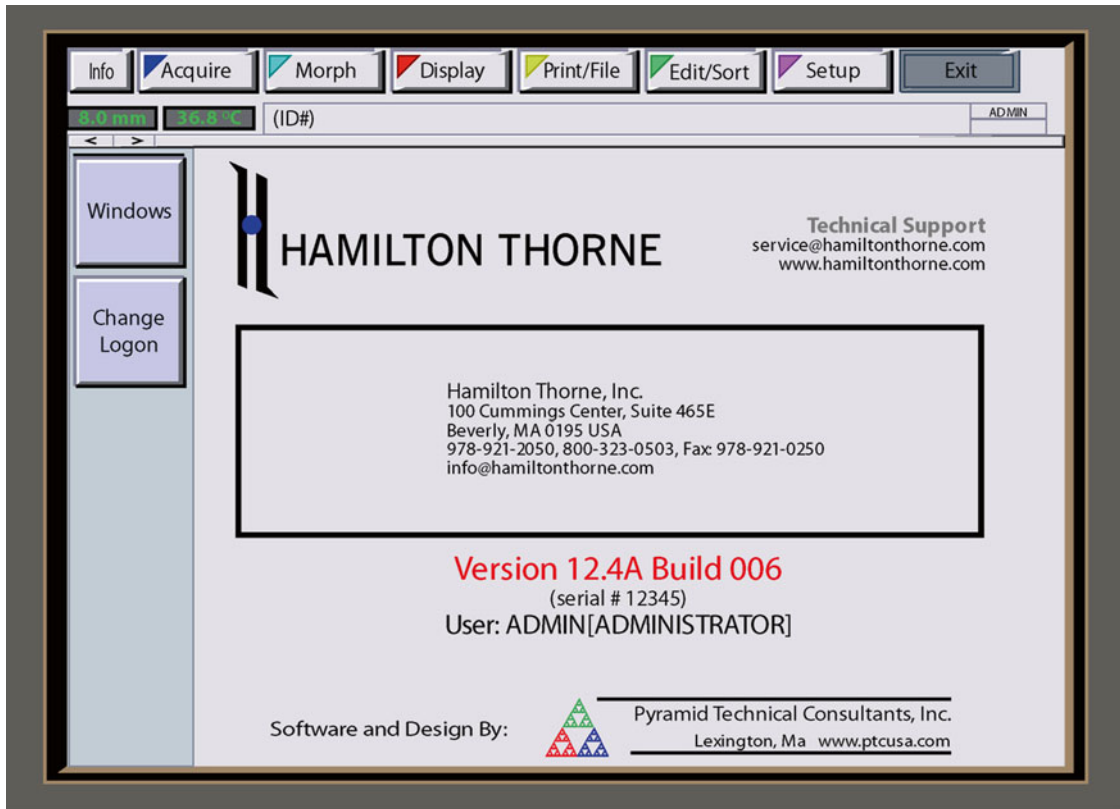 Info Acquire Morph Display Print/File Edit/Sort Setup Exit
8.0 mm 36.8 °C (ID#) ADMIN
< >
Windows
Change
Logon
HAMILTON THORNE
Technical Support
service@hamiltonthorne.com
www.hamiltonthorne.com
Hamilton Thorne, Inc.
100 Cummings Center, Suite 465E
Beverly, MA 0195 USA
978-921-2050, 800-323-0503, Fax: 978-921-0250
info@hamiltonthorne.com
Version 12.4A Build 006
(serial # 12345)
User: ADMIN[ADMINISTRATOR]
Software and Design By:
Pyramid Technical Consultants, Inc.
Lexington, Ma www.ptcusa.com